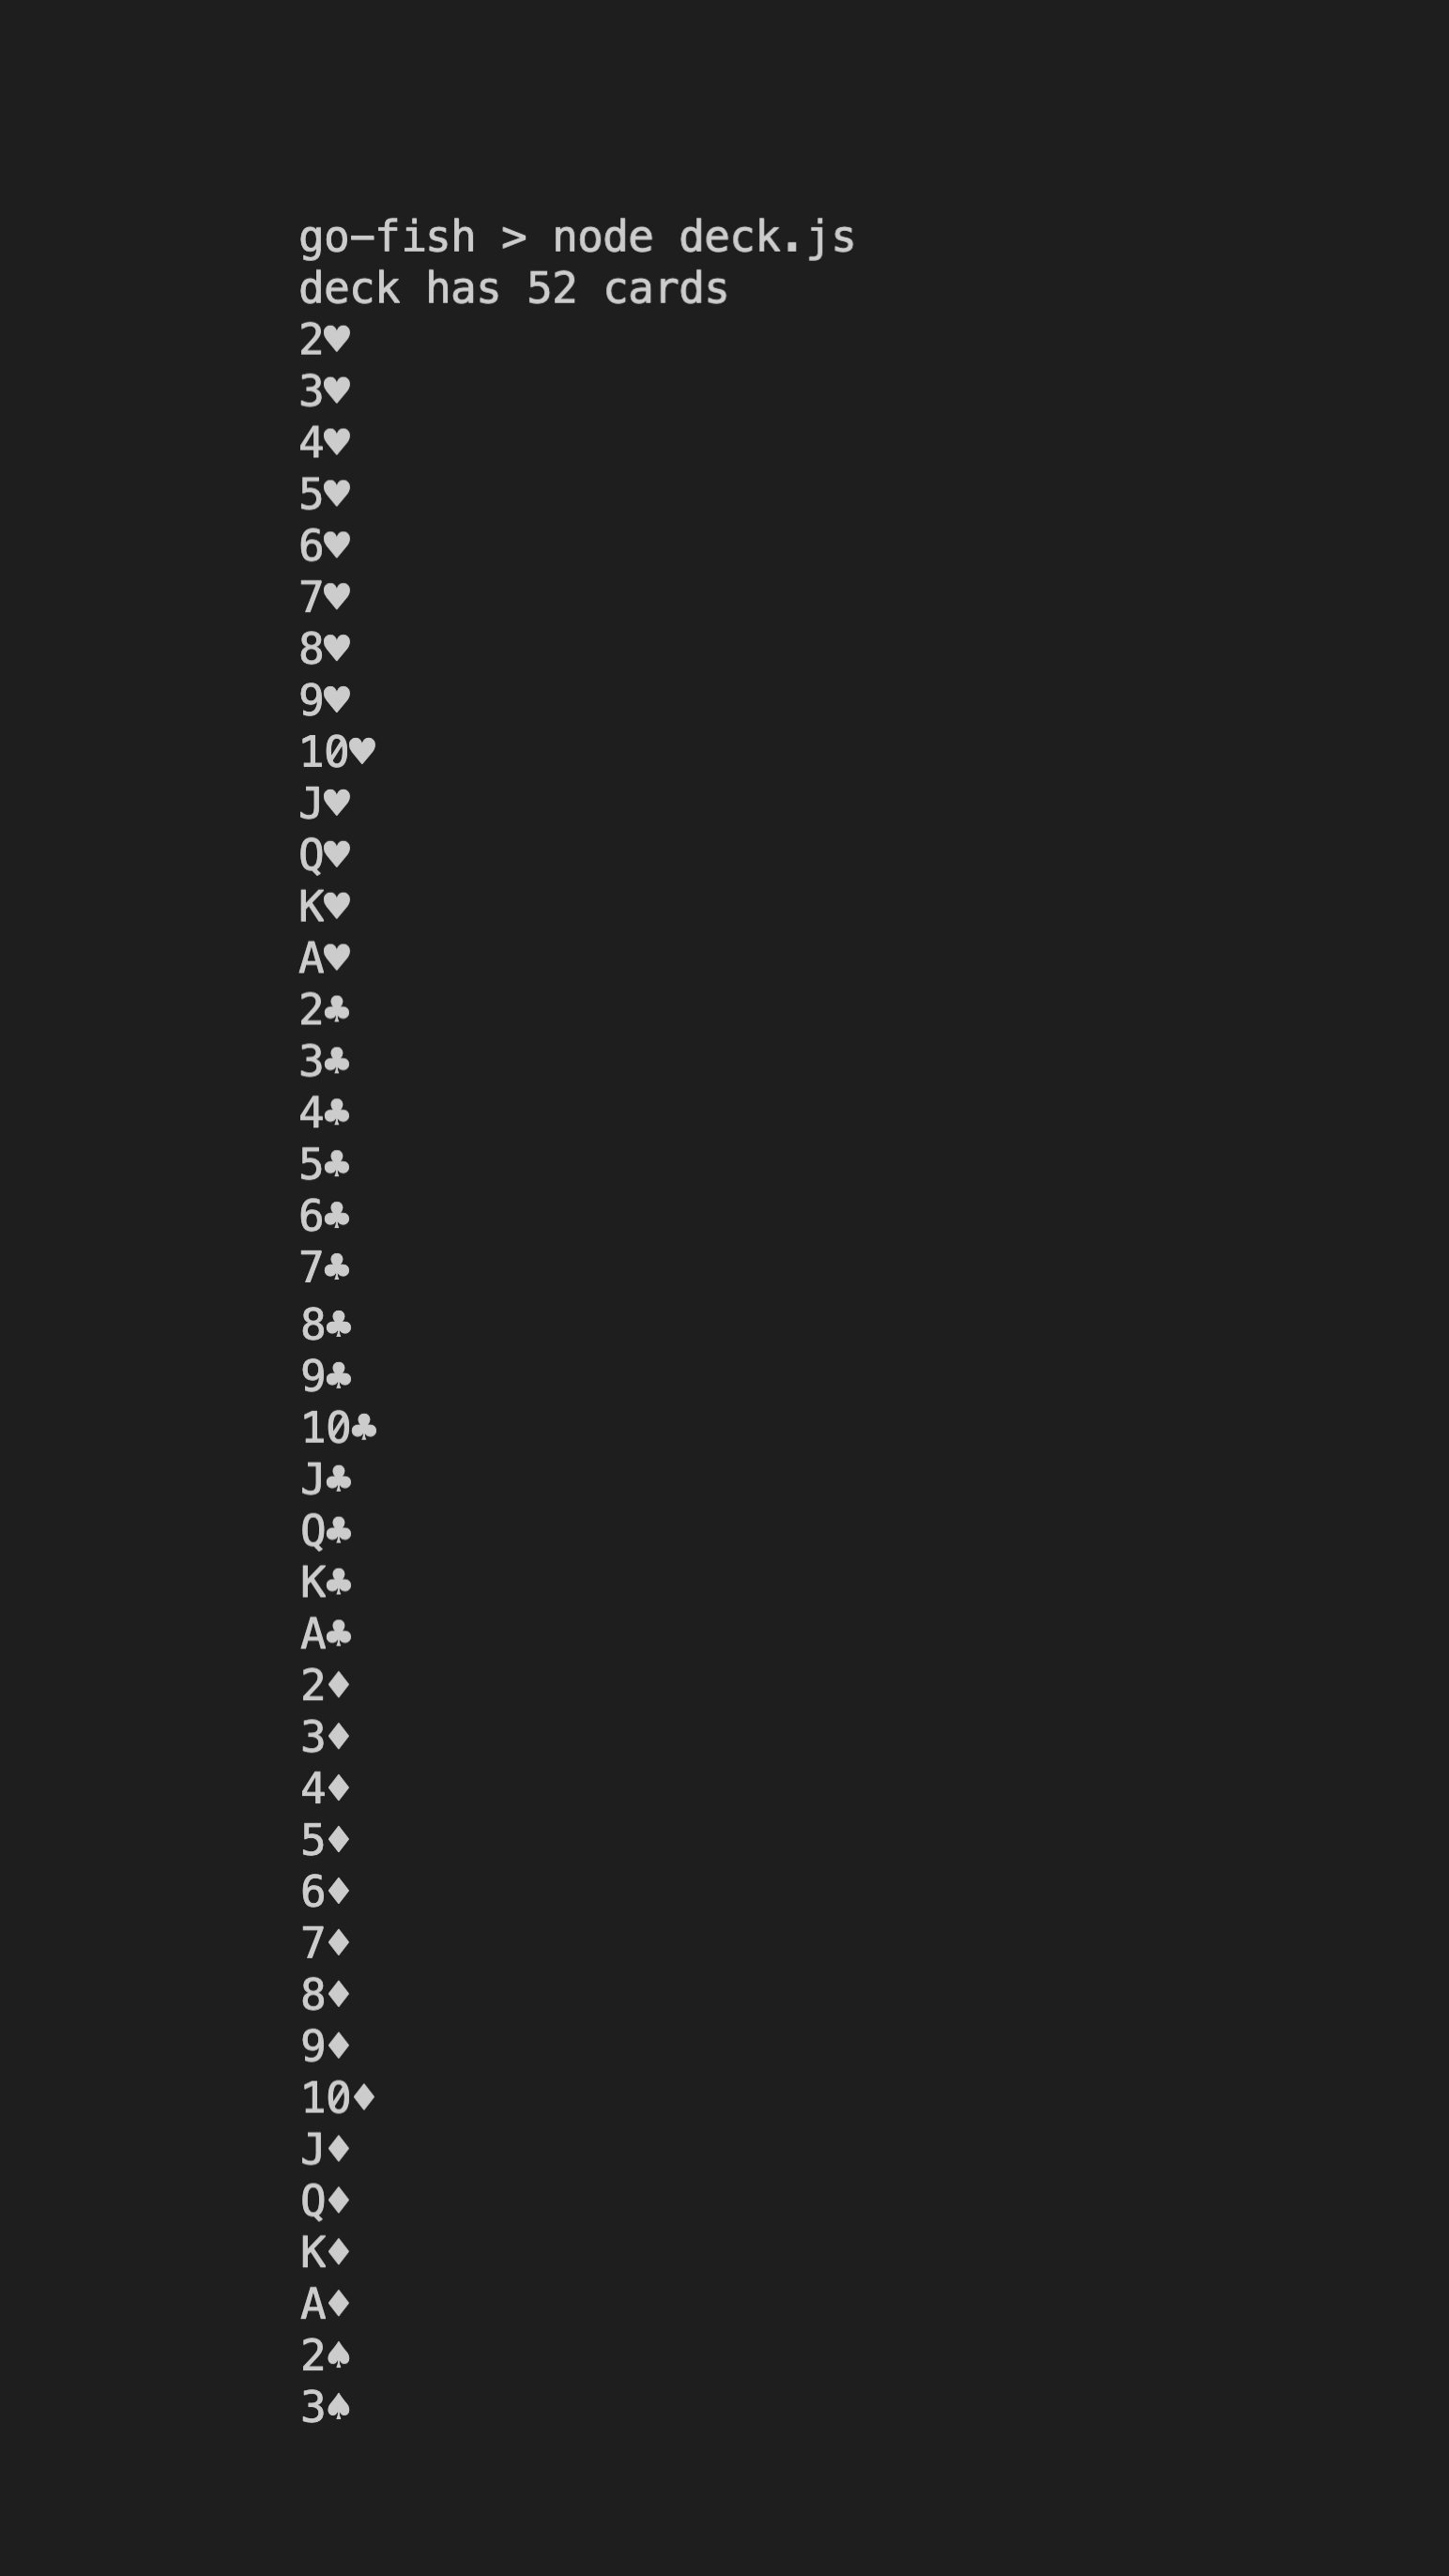 go-fish > node deck.js
deck has 52 cards
2♥
3♥
4♥
5♥
6♥
7♥
8♥
9♥
10♥
J♥
Q♥
K♥
A♥
2♣
3♣
4♣
5♣
6♣
7♣
8♣
9♣
10♣
J♣
Q♣
K♣
A♣
2♦
3♦
4♦
5♦
6♦
7♦
8♦
9♦
10♦
J♦
Q♦
K♦
A♦
2♠
3♠